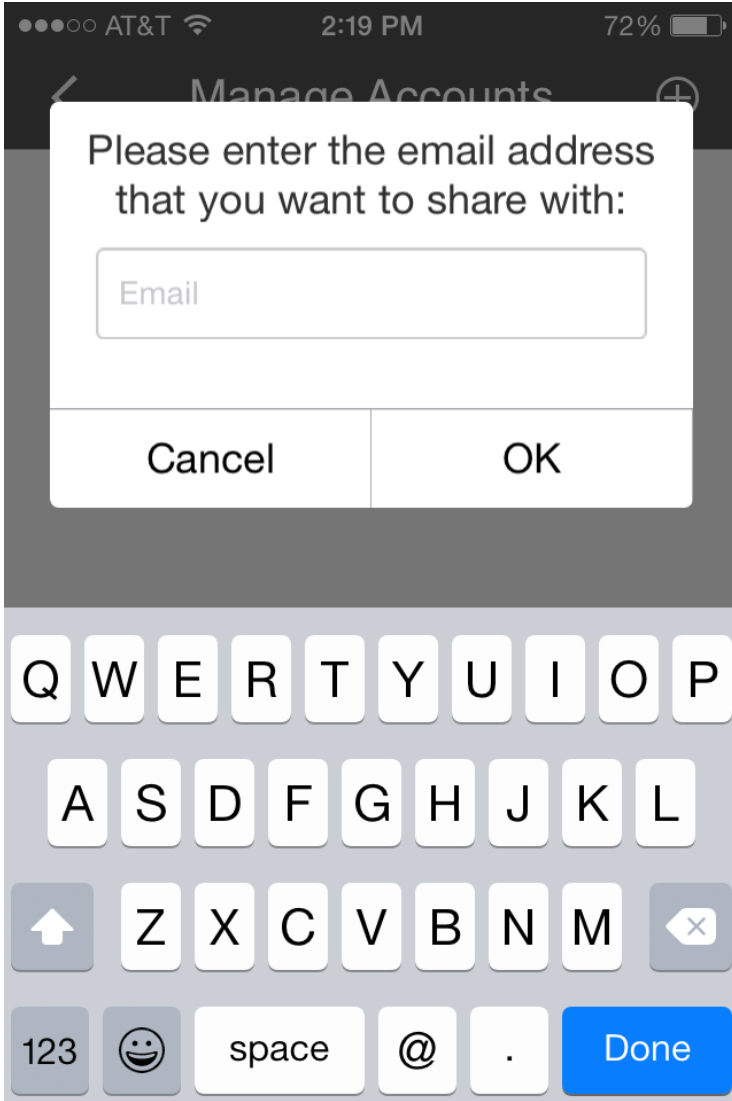 AT&T 2:19 PM 72%
Manage Accounts
Please enter the email address
that you want to share with:
Email
Cancel OK
Q W E R T Y U I O P
A S D F G H J K L
Z X C V B N M
123 space @ . Done